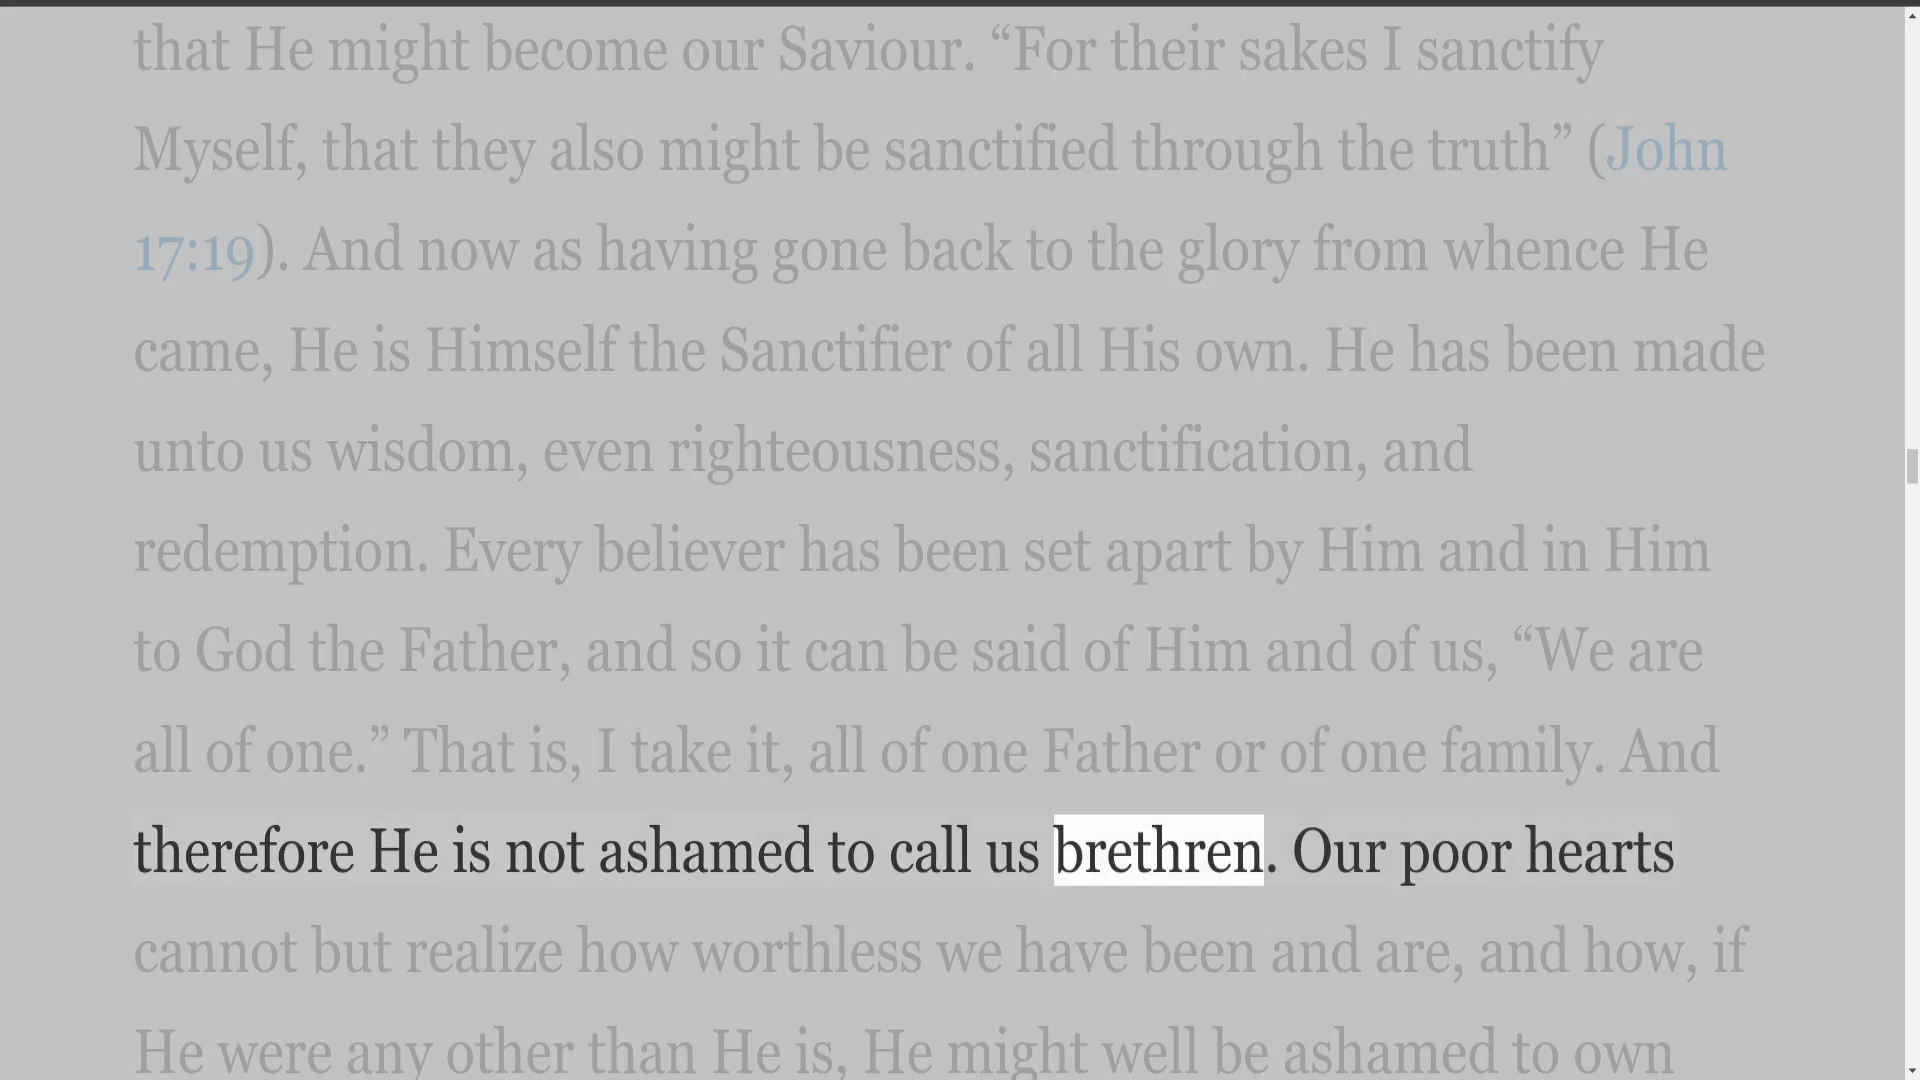 that He might become our Saviour. “For their sakes I sanctify
Myself, that they also might be sanctified through the truth” (John
17:19). And now as having gone back to the glory from whence He
came, He is Himself the Sanctifier of all His own. He has been made
unto us wisdom, even righteousness, sanctification, and
redemption. Every believer has been set apart by Him and in Him
to God the Father, and so it can be said of Him and of us, “We are
all of one.” That is, I take it, all of one Father or of one family. And
therefore He is not ashamed to call us brethren. Our poor hearts
cannot but realize how worthless we have been and are, and how, if
He were any other than He is, He might well be ashamed to own